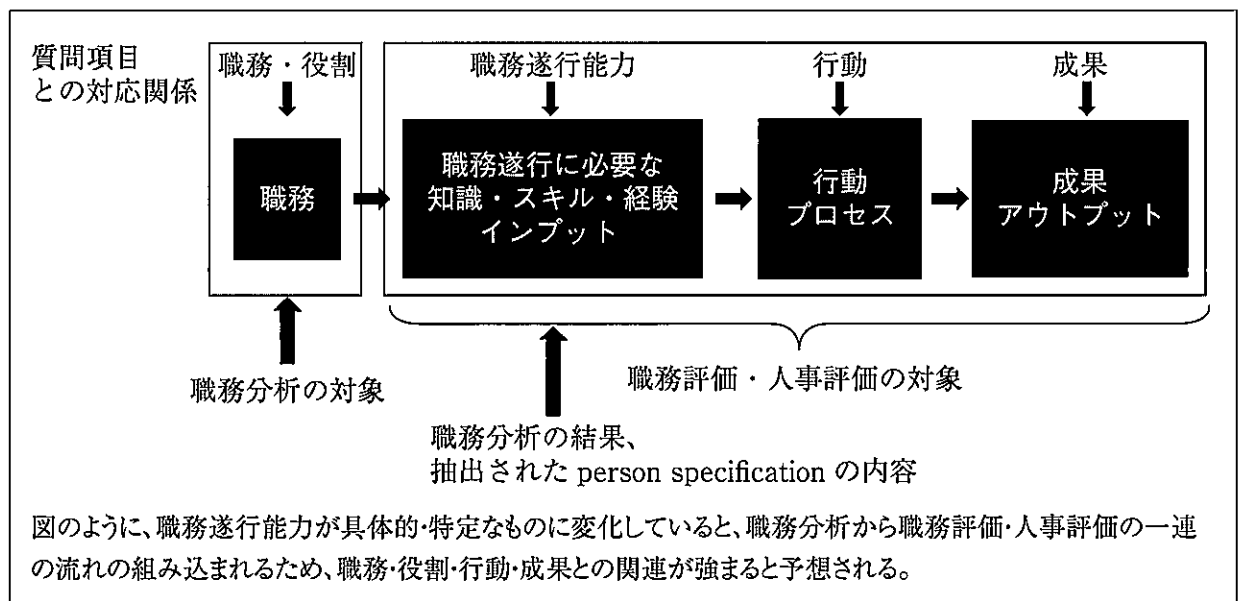 質問項目
との対応関係
職務・役割
職務遂行能力
行動
成果
職務
職務遂行に必要な
知識・スキル・経験
インプット
行動
プロセス
成果
アウトプット
職務分析の対象
職務評価・人事評価の対象
職務分析の結果、
抽出された person specification の内容
図のように、職務遂行能力が具体的・特定なものに変化していると、職務分析から職務評価・人事評価の一連
の流れの組み込まれるため、職務・役割・行動・成果との関連が強まると予想される。